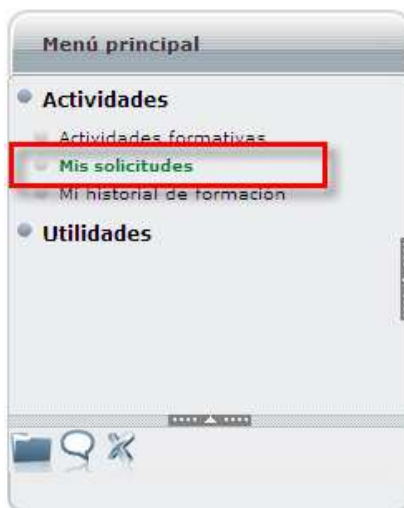 Menú principal
Actividades
Actividades formativas
Mis solicitudes
Mi historial de formación
Utilidades